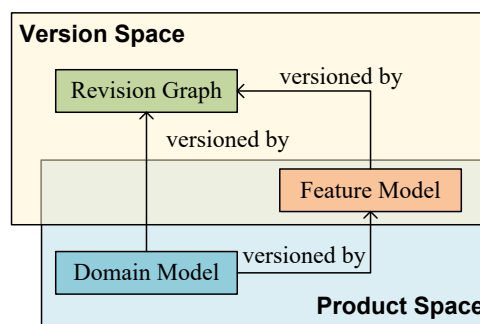 Version Space
versioned by
Revision Graph
versioned by
Feature Model
versioned by
Domain Model
Product Space